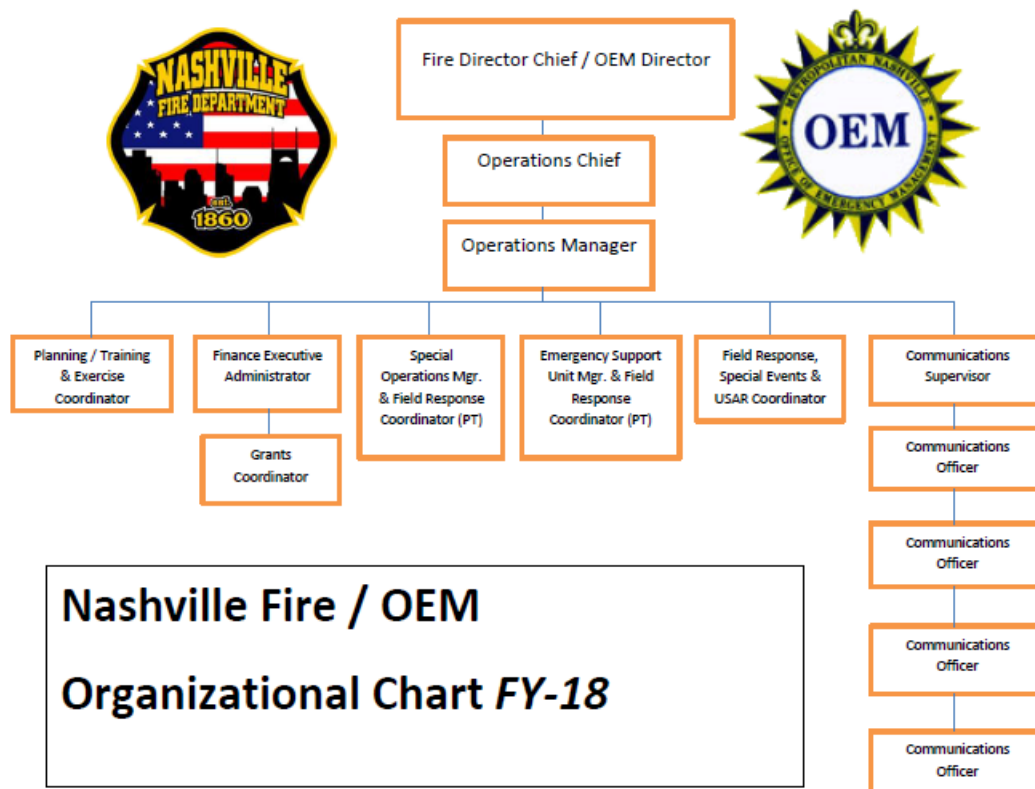 NASHVILLE
FIRE DEPARTMENT
est.
1860
Fire Director Chief / OEM Director
METROPOLITAN NASHVILLE
OEM
OFFICE OF EMERGENCY MANAGEMENT
Operations Chief
Operations Manager
Planning / Training
& Exercise
Coordinator
Finance Executive
Administrator
Special
Operations Mgr.
& Field Response
Coordinator (PT)
Emergency Support
Unit Mgr. & Field
Response
Coordinator (PT)
Field Response,
Special Events &
USAR Coordinator
Communications
Supervisor
Grants
Coordinator
Communications
Officer
Communications
Officer
Communications
Officer
Communications
Officer
Nashville Fire / OEM
Organizational Chart FY-18